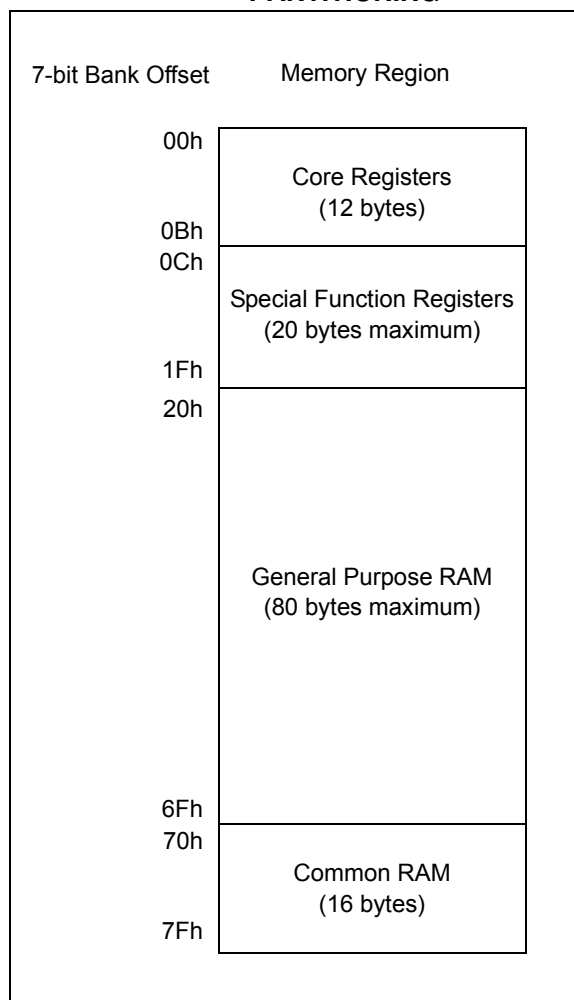 7-bit Bank Offset Memory Region
00h
Core Registers
(12 bytes)
0Bh
0Ch
Special Function Registers
(20 bytes maximum)
1Fh
20h
General Purpose RAM
(80 bytes maximum)
6Fh
70h
Common RAM
(16 bytes)
7Fh